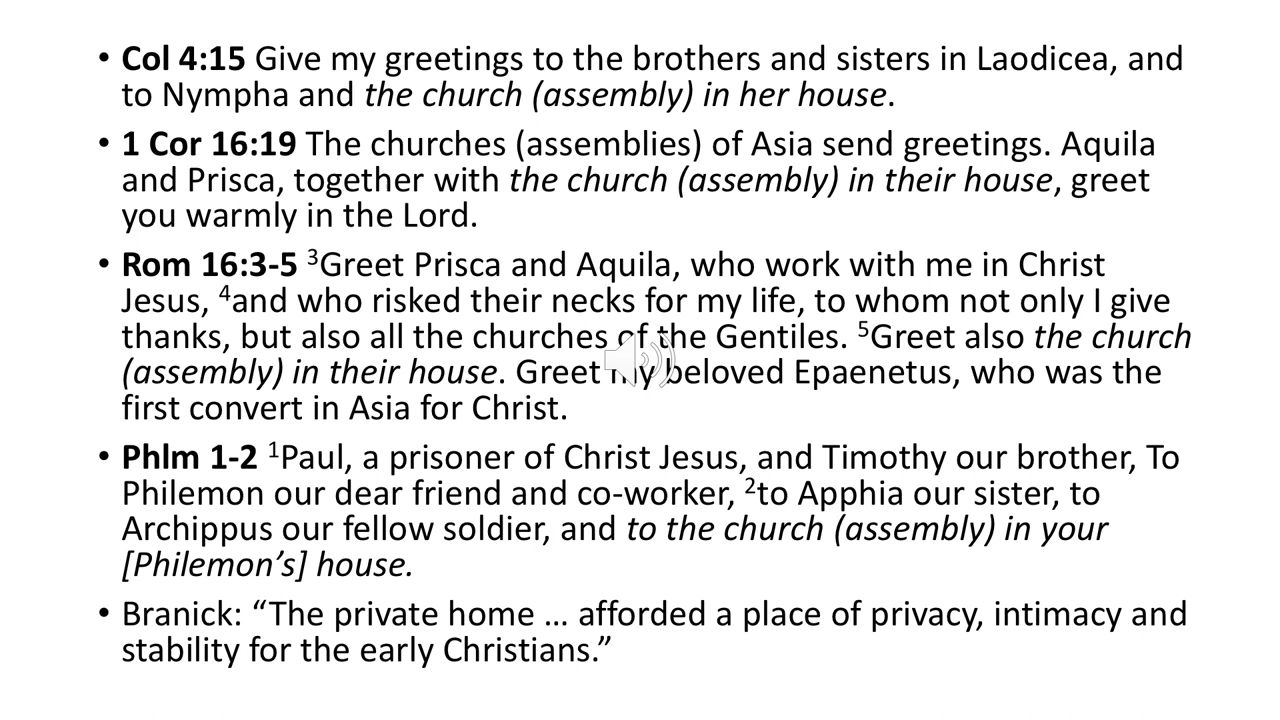 • Col 4:15 Give my greetings to the brothers and sisters in Laodicea, and
to Nympha and the church (assembly) in her house.
• 1 Cor 16:19 The churches (assemblies) of Asia send greetings. Aquila
and Prisca, together with the church (assembly) in their house, greet
you warmly in the Lord.
• Rom 16:3-5 ³Greet Prisca and Aquila, who work with me in Christ
Jesus, ⁴and who risked their necks for my life, to whom not only I give
thanks, but also all the churches of the Gentiles. ⁵Greet also the church
(assembly) in their house. Greet my beloved Epaenetus, who was the
first convert in Asia for Christ.
• Phlm 1-2 ¹Paul, a prisoner of Christ Jesus, and Timothy our brother, To
Philemon our dear friend and co-worker, ²to Apphia our sister, to
Archippus our fellow soldier, and to the church (assembly) in your
[Philemon’s] house.
• Branick: “The private home … afforded a place of privacy, intimacy and
stability for the early Christians.”